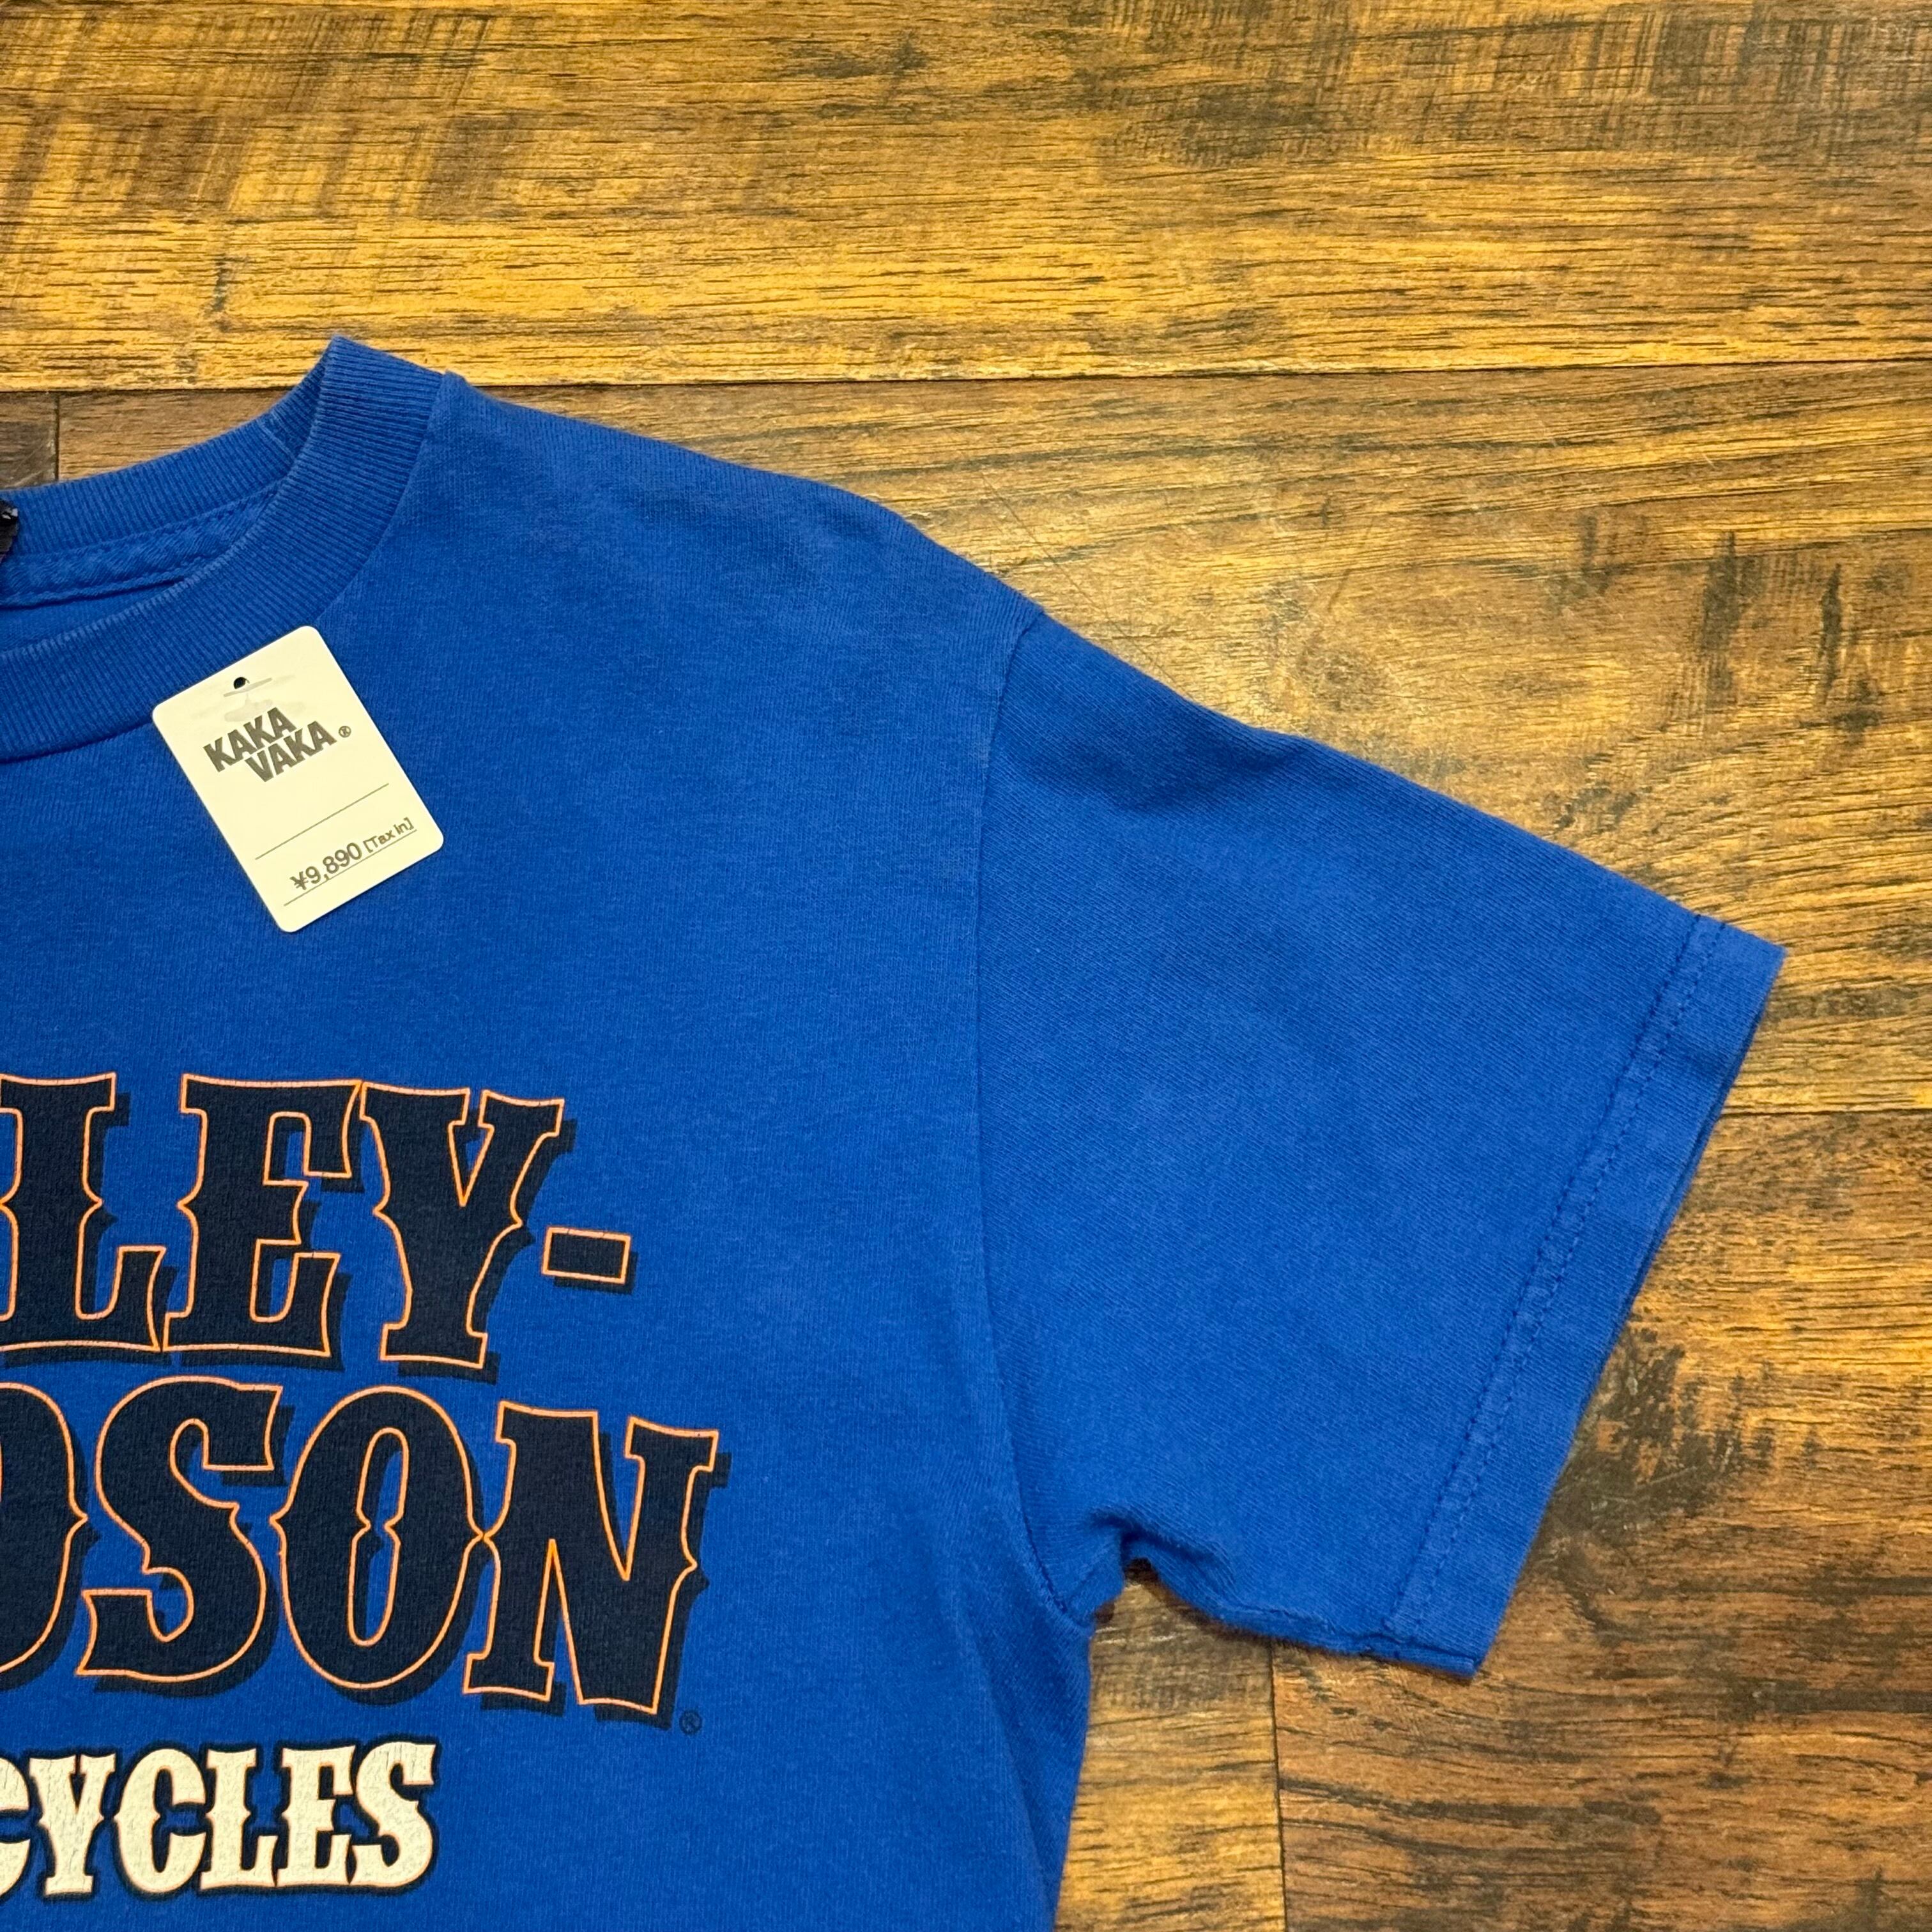 KAKA
VAKA®
¥9,890 [Tax in]
LEY-
DSON®
CYCLES